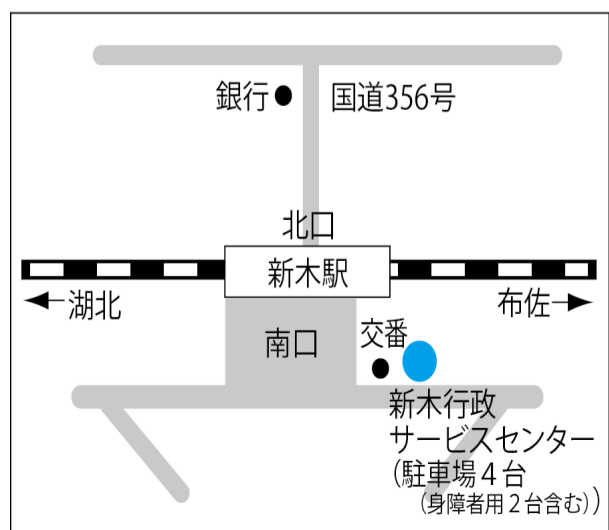 銀行
国道356号
北口
新木駅
湖北
布佐
南口
交番
新木行政
サービスセンター
(駐車場4台
(身障者用2台含む))